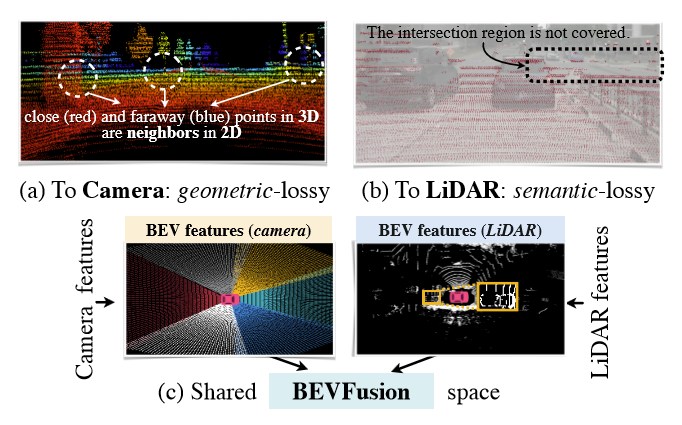 The intersection region is not covered.
close (red) and faraway (blue) points in 3D
are neighbors in 2D
(a) To Camera: geometric-lossy
(b) To LiDAR: semantic-lossy
Camera features
BEV features (camera)
BEV features (LiDAR)
LiDAR features
(c) Shared BEVFusion space